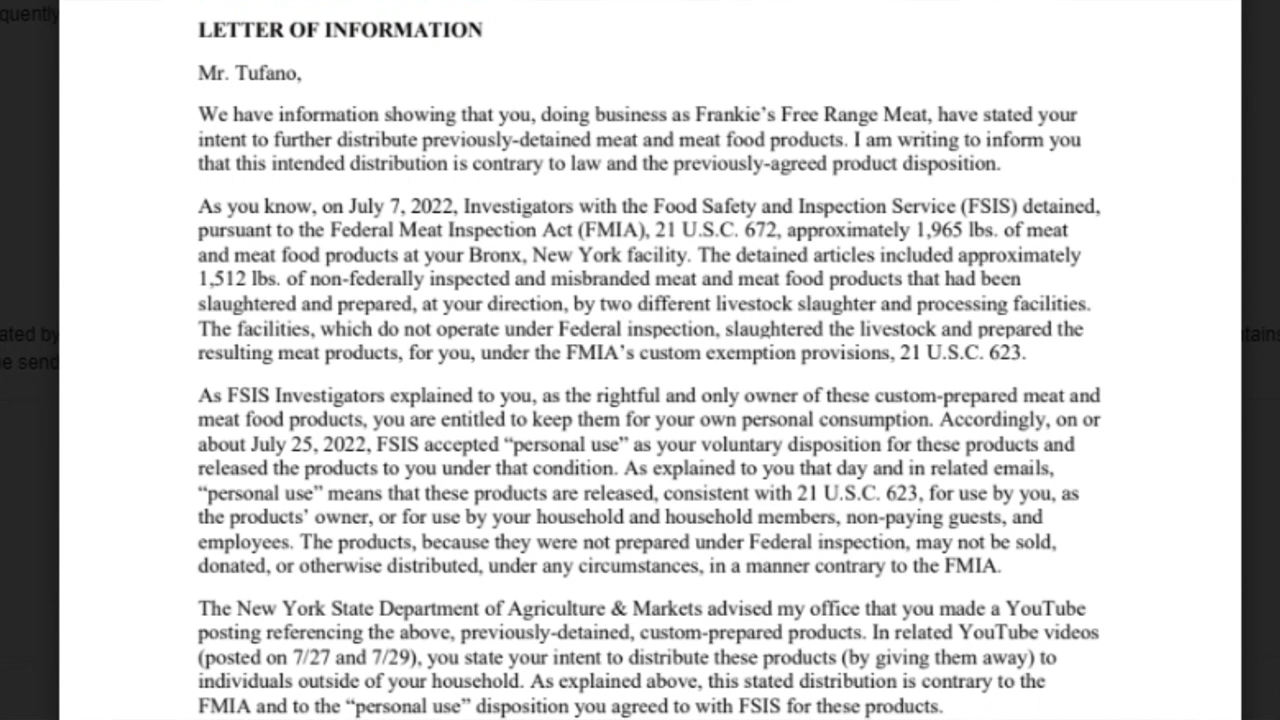 quently
LETTER OF INFORMATION
Mr. Tufano,
We have information showing that you, doing business as Frankie's Free Range Meat, have stated your
intent to further distribute previously-detained meat and meat food products. I am writing to inform you
that this intended distribution is contrary to law and the previously-agreed product disposition.
As you know, on July 7, 2022, Investigators with the Food Safety and Inspection Service (FSIS) detained,
pursuant to the Federal Meat Inspection Act (FMIA), 21 U.S.C. 672, approximately 1,965 lbs. of meat
and meat food products at your Bronx, New York facility. The detained articles included approximately
1,512 lbs. of non-federally inspected and misbranded meat and meat food products that had been
slaughtered and prepared, at your direction, by two different livestock slaughter and processing facilities.
ated by
The facilities, which do not operate under Federal inspection, slaughtered the livestock and prepared the
tains
e send
resulting meat products, for you, under the FMIA's custom exemption provisions, 21 U.S.C. 623.
As FSIS Investigators explained to you, as the rightful and only owner of these custom-prepared meat and
meat food products, you are entitled to keep them for your own personal consumption. Accordingly, on or
about July 25, 2022, FSIS accepted “personal use” as your voluntary disposition for these products and
released the products to you under that condition. As explained to you that day and in related emails,
“personal use” means that these products are released, consistent with 21 U.S.C. 623, for use by you, as
the products' owner, or for use by your household and household members, non-paying guests, and
employees. The products, because they were not prepared under Federal inspection, may not be sold,
donated, or otherwise distributed, under any circumstances, in a manner contrary to the FMIA.
The New York State Department of Agriculture & Markets advised my office that you made a YouTube
posting referencing the above, previously-detained, custom-prepared products. In related YouTube videos
(posted on 7/27 and 7/29), you state your intent to distribute these products (by giving them away) to
individuals outside of your household. As explained above, this stated distribution is contrary to the
FMIA and to the “personal use” disposition you agreed to with FSIS for these products.